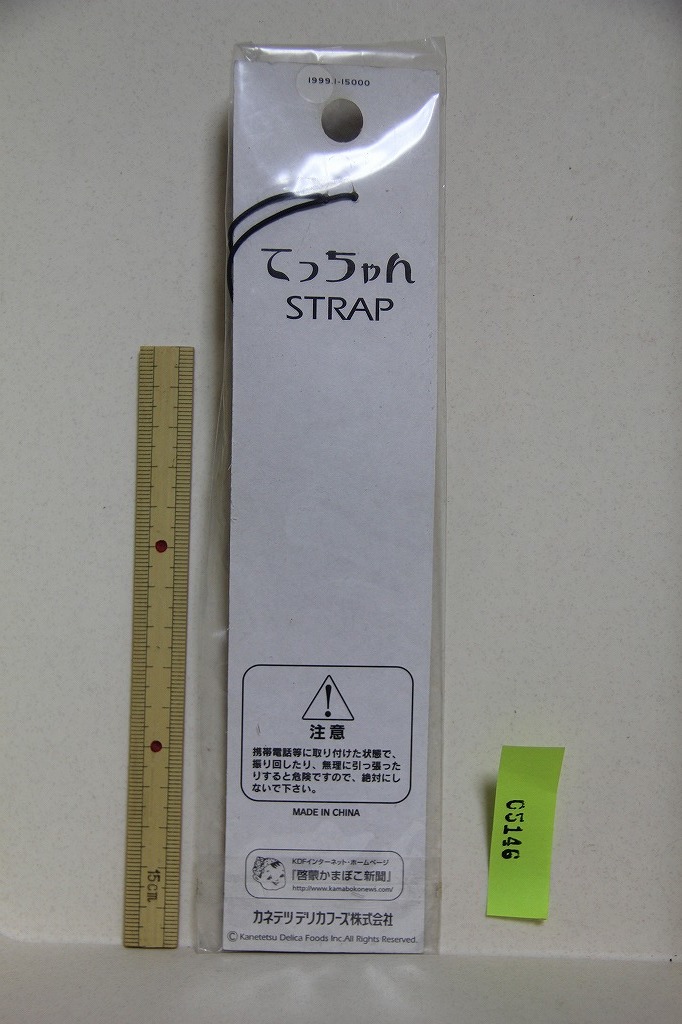 1999.1-15000
てっちゃん
STRAP
注意
携帯電話等に取り付けた状態で、
振り回したり、無理に引っ張った
りすると危険ですので、絶対にし
ないで下さい。
MADE IN CHINA
KDFインターネット・ホームページ
「啓蒙かまぼこ新聞」
http://www.kamabokonews.com/
カネテツデリカフーズ株式会社
© Kanetetsu Delica Foods Inc.All Rights Reserved.
15cm
C5146